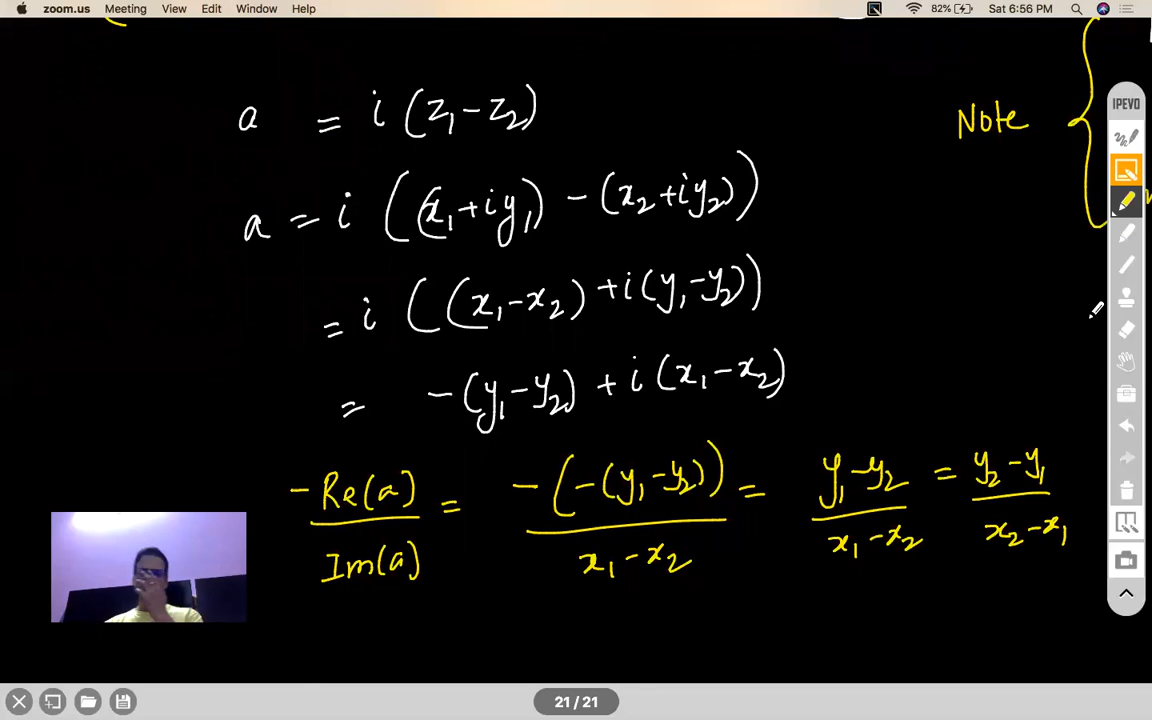 zoom.us Meeting View Edit Window Help 82% Sat 6:56 PM
a = i (z₁ - z₂)
Note
IPEVO
a = i ((x₁ + iy₁) - (x₂ + iy₂))
= i ((x₁ - x₂) + i(y₁ - y₂))
= -(y₁ - y₂) + i (x₁ - x₂)
-Re(a) / Im(a) = -(-(y₁ - y₂)) / x₁ - x₂ = y₁ - y₂ / x₁ - x₂ = y₂ - y₁ / x₂ - x₁
21 / 21